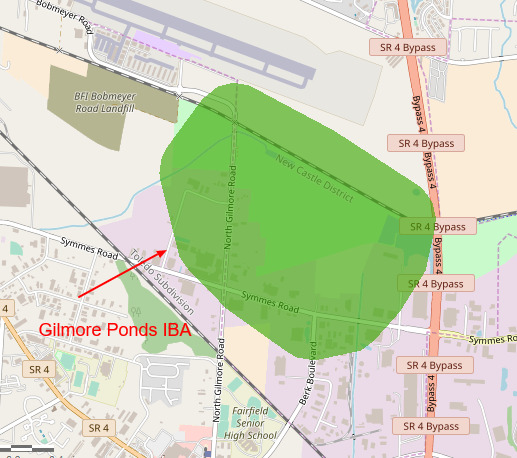 Bobmeyer Road
SR 4 Bypass
BFI Bobmeyer
Road Landfill
SR 4 Bypass
Bypass 4
New Castle District
Bypass 4
North Gilmore Road
SR 4 Bypass
Symmes Road
Toledo Subdivision
Bypass 4
SR 4 Bypass
Symmes Road
4
Gilmore Ponds IBA
Symmes Ro
SR 4
SR 4 Bypass
North Gilmore Road
Berk Boulevard
Bypass 4
Fairfield
Senior
High School
SR 4
SR 4 Bypass